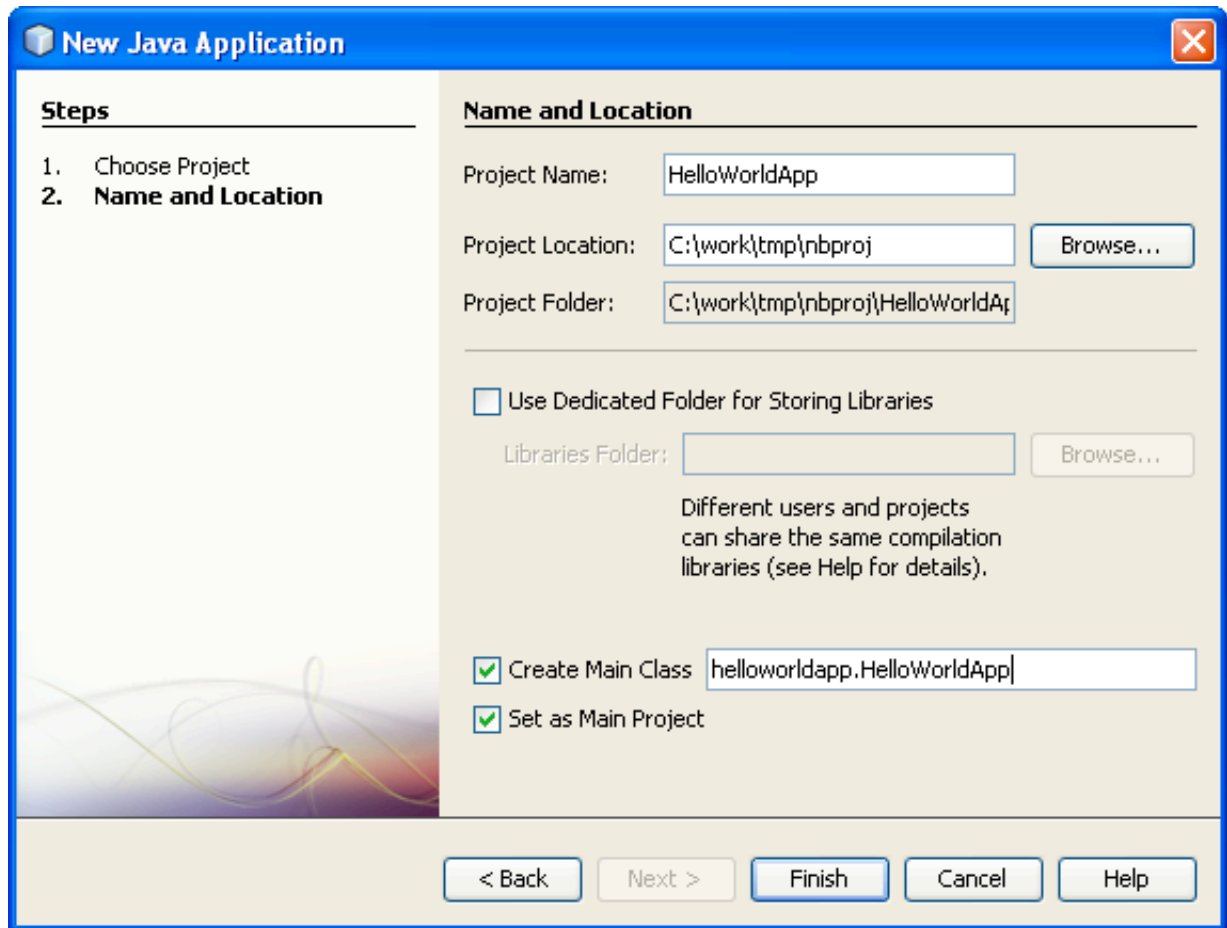 New Java Application
Steps
1. Choose Project
2. Name and Location
Name and Location
Project Name: HelloWorldApp
Project Location: C:\work\tmp\nbproj Browse...
Project Folder: C:\work\tmp\nbproj\HelloWorldAp
Use Dedicated Folder for Storing Libraries
Libraries Folder: Browse...
Different users and projects
can share the same compilation
libraries (see Help for details).
Create Main Class helloworldapp.HelloWorldApp
Set as Main Project
< Back Next > Finish Cancel Help